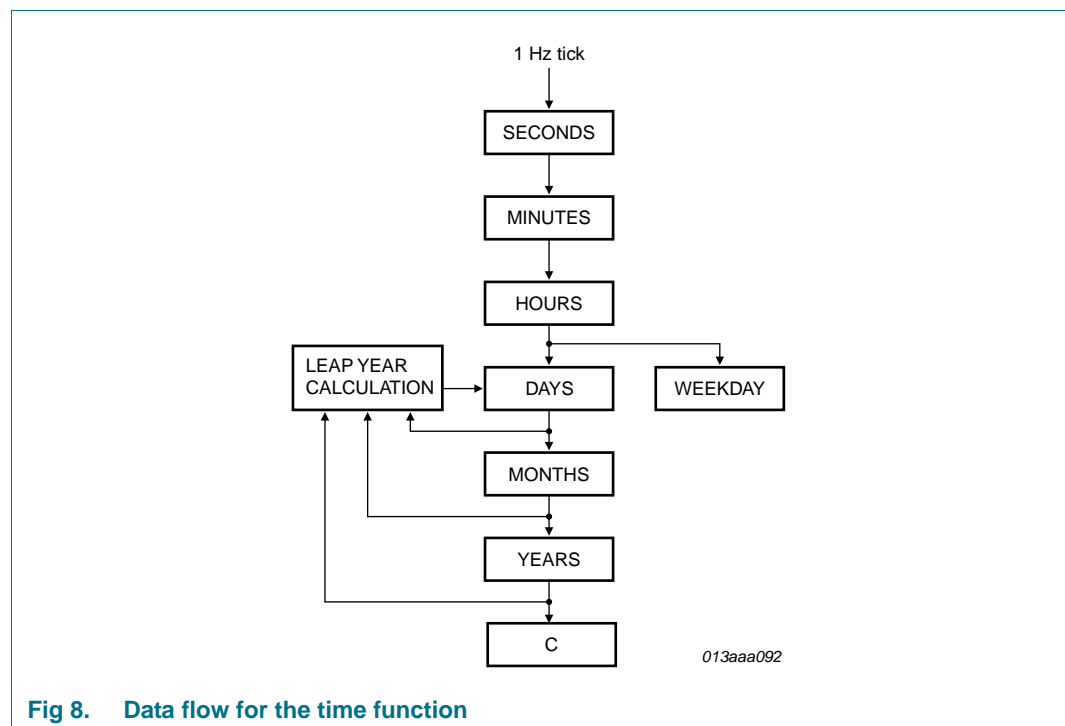 1 Hz tick
SECONDS
MINUTES
HOURS
LEAP YEAR
CALCULATION
DAYS
WEEKDAY
MONTHS
YEARS
C
013aaa092
Fig 8. Data flow for the time function